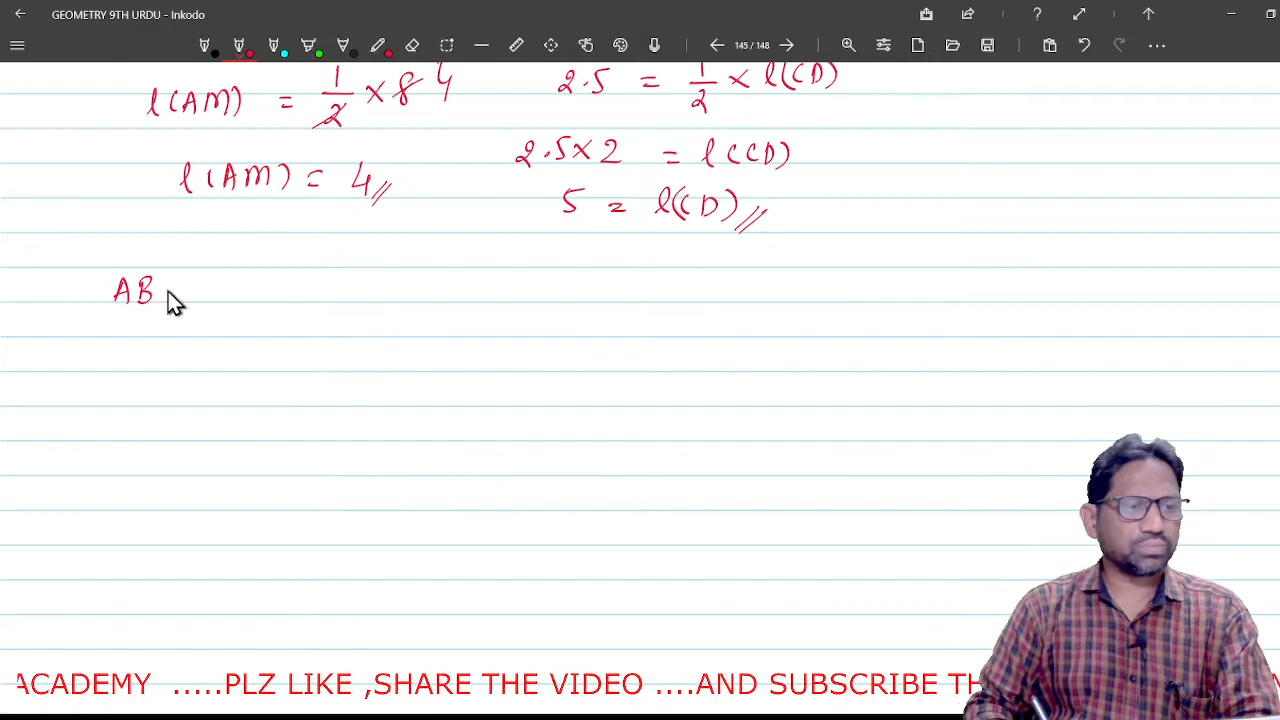 GEOMETRY 9TH URDU - Inkodo
145 / 148
l(AM) = 1/2 × 8 4
2.5 = 1/2 × l(CD)
2.5×2 = l(CD)
l(AM) = 4
5 = l(CD)
AB
ACADEMY .....PLZ LIKE ,SHARE THE VIDEO ....AND SUBSCRIBE TH